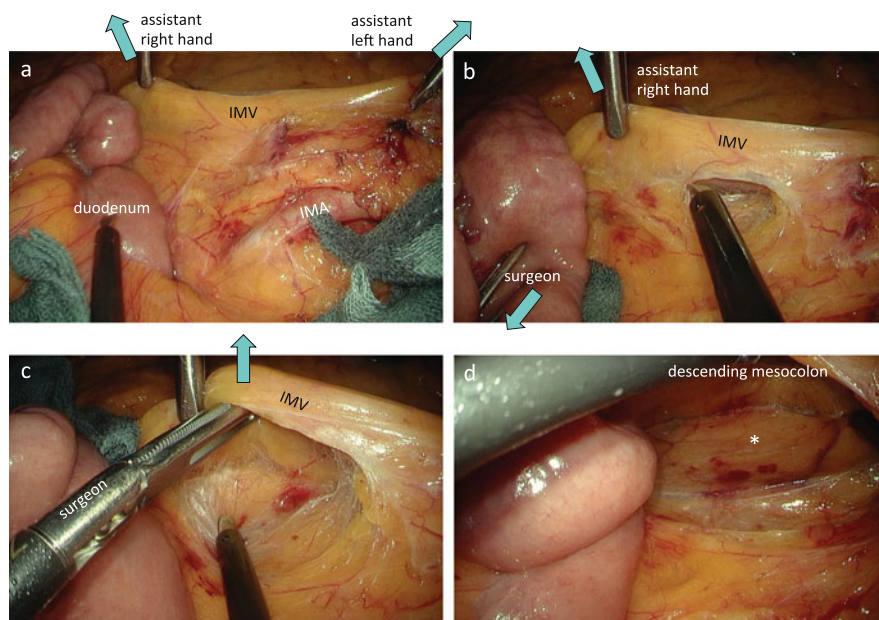 assistant
right hand
assistant
left hand
a
IMV
duodenum
IMA
b
assistant
right hand
IMV
surgeon
c
IMV
surgeon
d
descending mesocolon
*